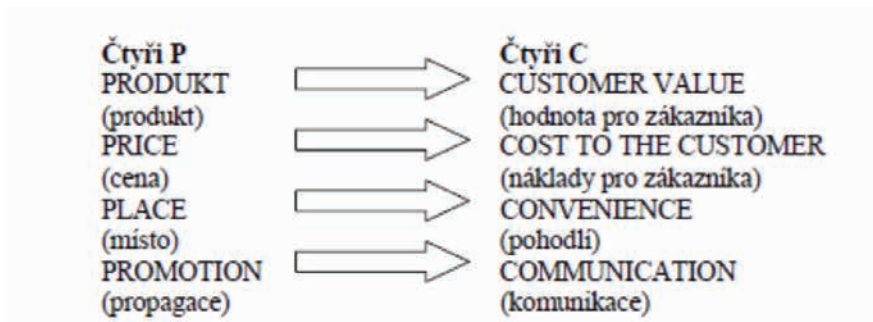 Čtyři P
PRODUKT
(produkt)
PRICE
(cena)
PLACE
(místo)
PROMOTION
(propagace)
Čtyři C
CUSTOMER VALUE
(hodnota pro zákazníka)
COST TO THE CUSTOMER
(náklady pro zákazníka)
CONVENIENCE
(pohodlí)
COMMUNICATION
(komunikace)